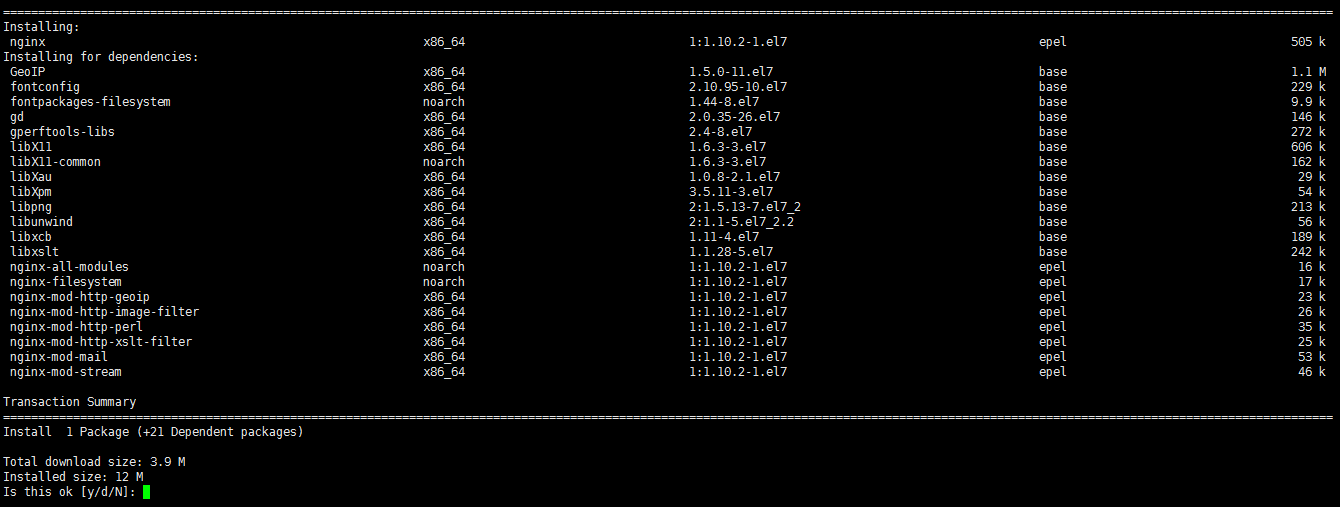 ================================================================================
Installing:
 nginx x86_64 1:1.10.2-1.el7 epel 505 k
Installing for dependencies:
 GeoIP x86_64 1.5.0-11.el7 base 1.1 M
 fontconfig x86_64 2.10.95-10.el7 base 229 k
 fontpackages-filesystem noarch 1.44-8.el7 base 9.9 k
 gd x86_64 2.0.35-26.el7 base 146 k
 gperftools-libs x86_64 2.4-8.el7 base 272 k
 libX11 x86_64 1.6.3-3.el7 base 606 k
 libX11-common noarch 1.6.3-3.el7 base 162 k
 libXau x86_64 1.0.8-2.1.el7 base 29 k
 libXpm x86_64 3.5.11-3.el7 base 54 k
 libpng x86_64 2:1.5.13-7.el7_2 base 213 k
 libunwind x86_64 2:1.1-5.el7_2.2 base 56 k
 libxcb x86_64 1.11-4.el7 base 189 k
 libxslt x86_64 1.1.28-5.el7 base 242 k
 nginx-all-modules noarch 1:1.10.2-1.el7 epel 16 k
 nginx-filesystem noarch 1:1.10.2-1.el7 epel 17 k
 nginx-mod-http-geoip x86_64 1:1.10.2-1.el7 epel 23 k
 nginx-mod-http-image-filter x86_64 1:1.10.2-1.el7 epel 26 k
 nginx-mod-http-perl x86_64 1:1.10.2-1.el7 epel 35 k
 nginx-mod-http-xslt-filter x86_64 1:1.10.2-1.el7 epel 25 k
 nginx-mod-mail x86_64 1:1.10.2-1.el7 epel 53 k
 nginx-mod-stream x86_64 1:1.10.2-1.el7 epel 46 k
Transaction Summary
================================================================================
Install  1 Package (+21 Dependent packages)
Total download size: 3.9 M
Installed size: 12 M
Is this ok [y/d/N]: